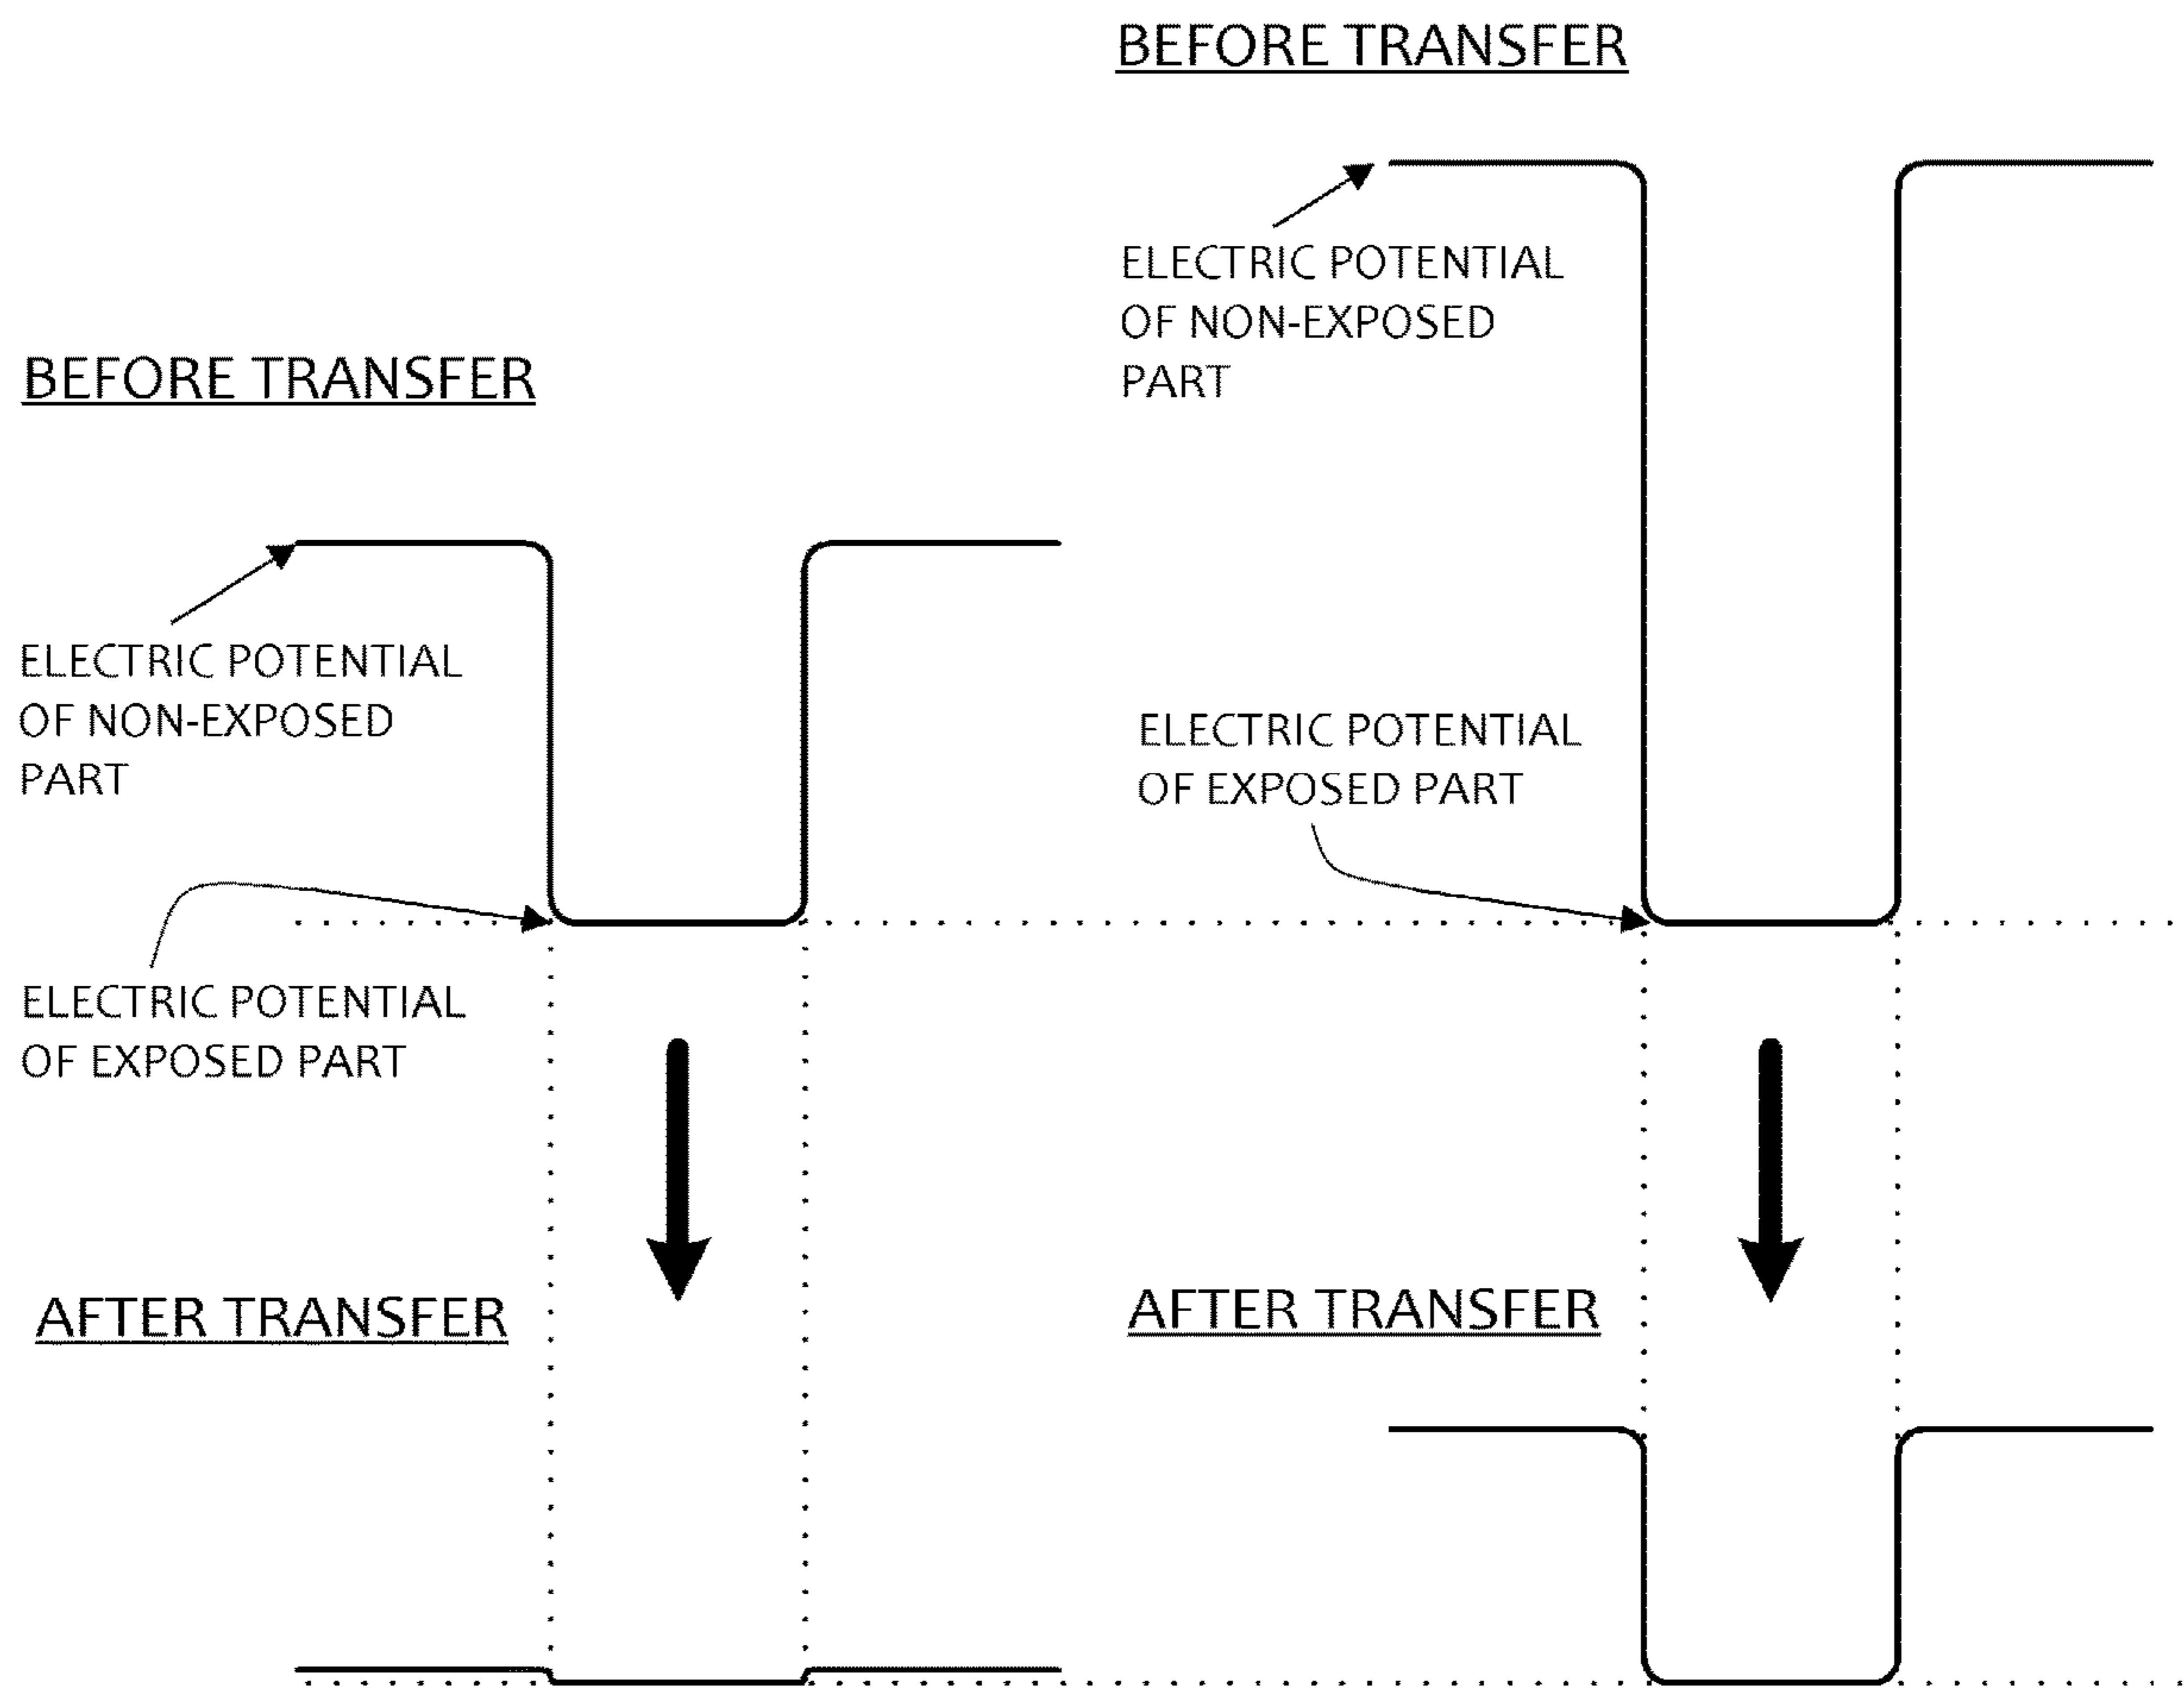 BEFORE TRANSFER
ELECTRIC POTENTIAL
OF NON-EXPOSED
PART
ELECTRIC POTENTIAL
OF EXPOSED PART
AFTER TRANSFER
BEFORE TRANSFER
ELECTRIC POTENTIAL
OF NON-EXPOSED
PART
ELECTRIC POTENTIAL
OF EXPOSED PART
AFTER TRANSFER